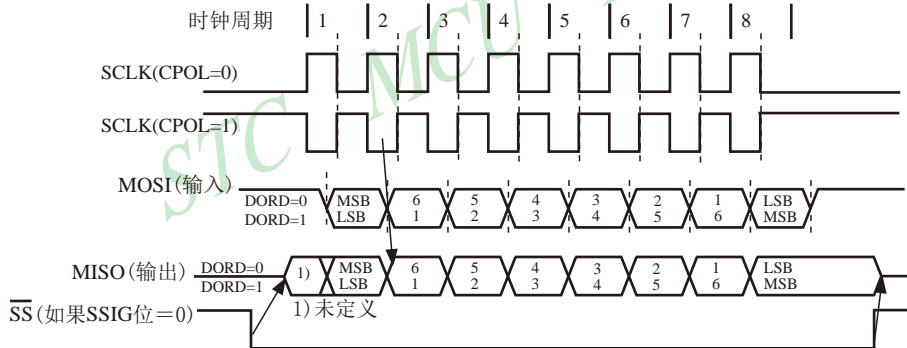 时钟周期 1 2 3 4 5 6 7 8
SCLK(CPOL=0)
SCLK(CPOL=1)
STC MCU
MOSI(输入)
DORD=0 MSB 6 5 4 3 2 1 LSB
DORD=1 LSB 1 2 3 4 5 6 MSB
MISO(输出)
DORD=0 1) MSB 6 5 4 3 2 1 LSB
DORD=1 LSB 1 2 3 4 5 6 MSB
1)未定义
SS(如果SSIG位=0)